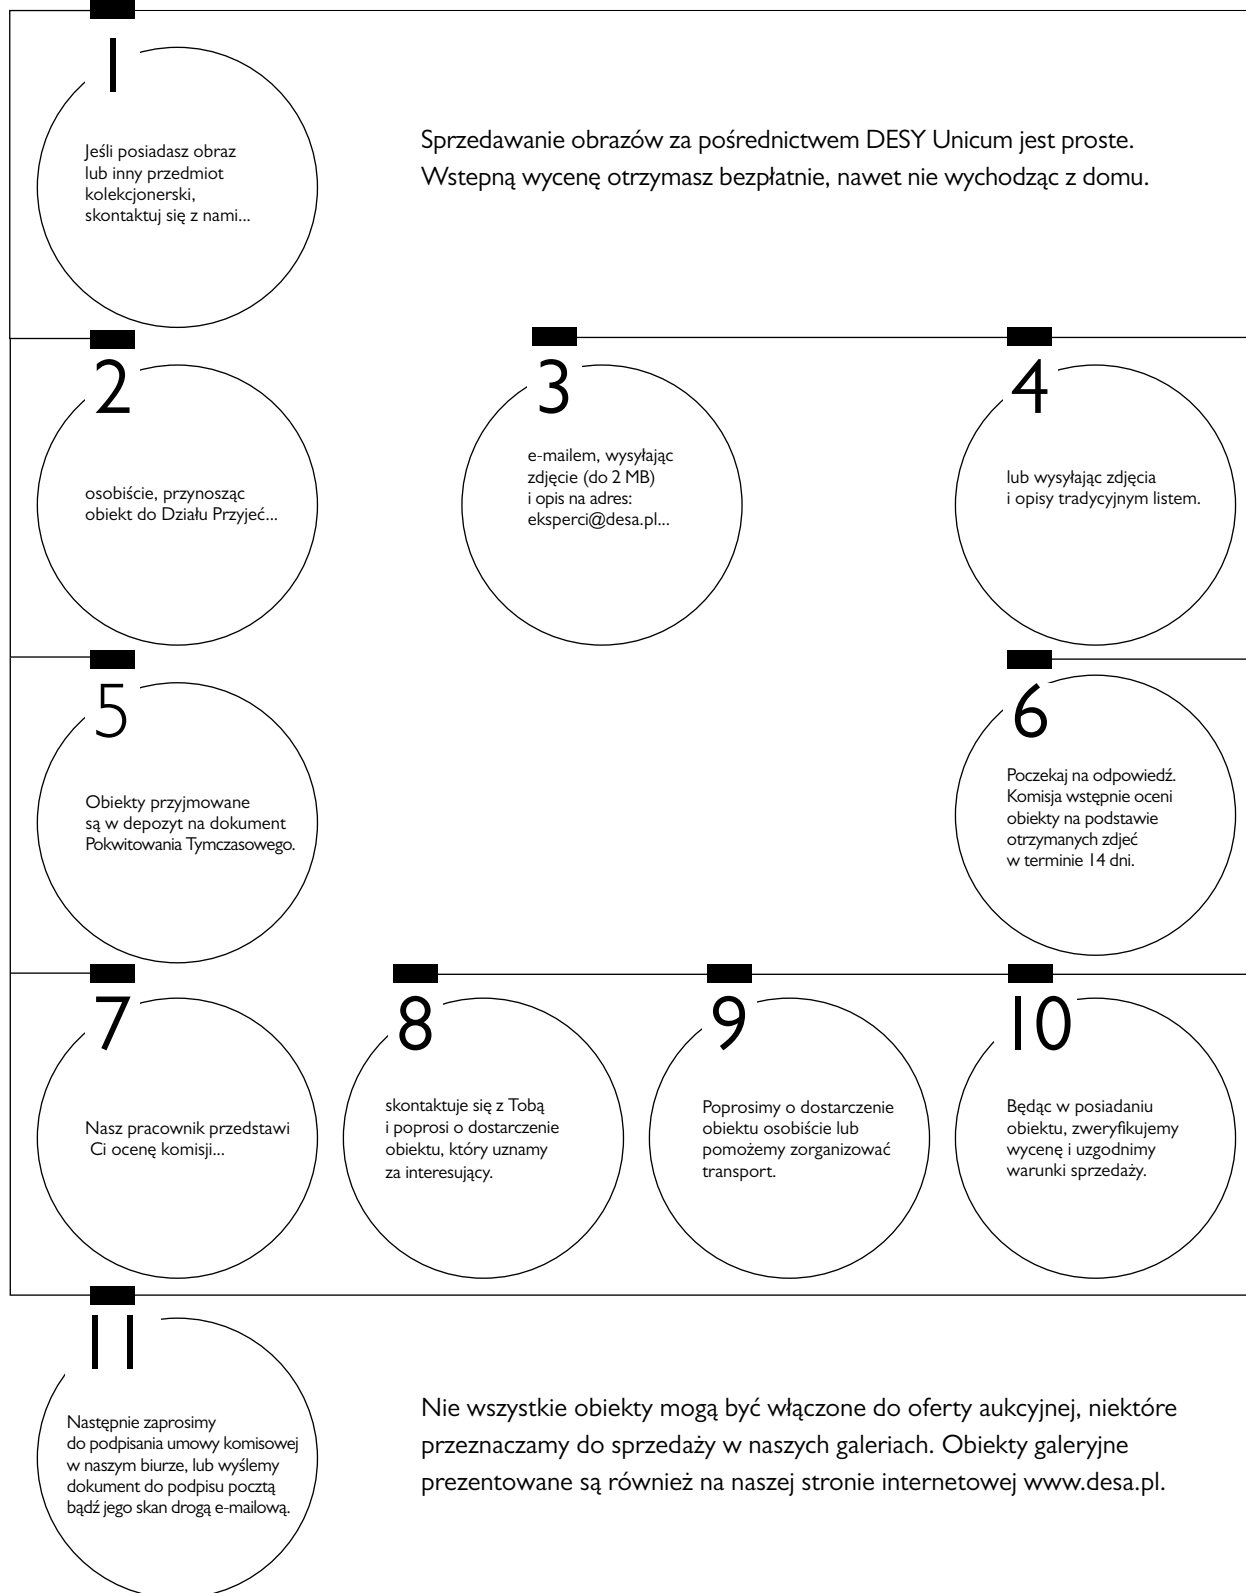 1
Jeśli posiadasz obraz
lub inny przedmiot
kolekcjonerski,
skontaktuj się z nami...
Sprzedawanie obrazów za pośrednictwem DESY Unicum jest proste.
Wstepną wycenę otrzymasz bezpłatnie, nawet nie wychodząc z domu.
2
osobiście, przynosząc
obiekt do Działu Przyjeć...
3
e-mailem, wysyłając
zdjęcie (do 2 MB)
i opis na adres:
eksperci@desa.pl...
4
lub wysyłając zdjęcia
i opisy tradycyjnym listem.
5
Obiekty przyjmowane
są w depozyt na dokument
Pokwitowania Tymczasowego.
6
Poczekaj na odpowiedź.
Komisja wstępnie oceni
obiekty na podstawie
otrzymanych zdjeć
w terminie 14 dni.
7
Nasz pracownik przedstawi
Ci ocenę komisji...
8
skontaktuje się z Tobą
i poprosi o dostarczenie
obiektu, który uznamy
za interesujący.
9
Poprosimy o dostarczenie
obiektu osobiście lub
pomożemy zorganizować
transport.
10
Będąc w posiadaniu
obiektu, zweryfikujemy
wycenę i uzgodnimy
warunki sprzedaży.
11
Następnie zaprosimy
do podpisania umowy komisowej
w naszym biurze, lub wyślemy
dokument do podpisu pocztą
bądź jego skan drogą e-mailową.
Nie wszystkie obiekty mogą być włączone do oferty aukcyjnej, niektóre
przeznaczamy do sprzedaży w naszych galeriach. Obiekty galeryjne
prezentowane są również na naszej stronie internetowej www.desa.pl.